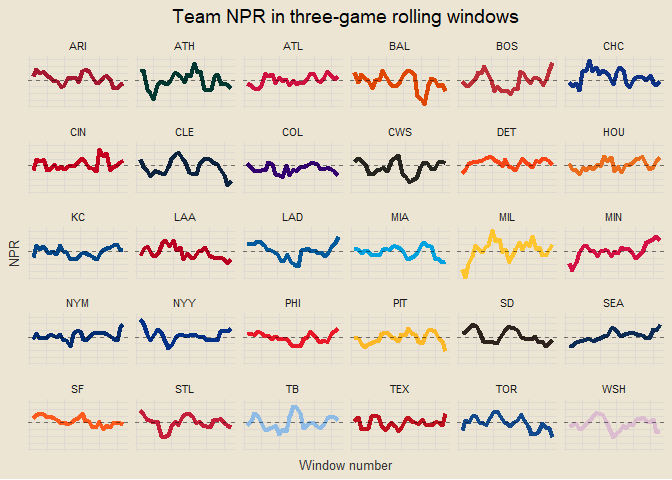 Team NPR in three-game rolling windows
ARI ATH ATL BAL BOS CHC
CIN CLE COL CWS DET HOU
KC LAA LAD MIA MIL MIN
NPR
NYM NYY PHI PIT SD SEA
SF STL TB TEX TOR WSH
Window number